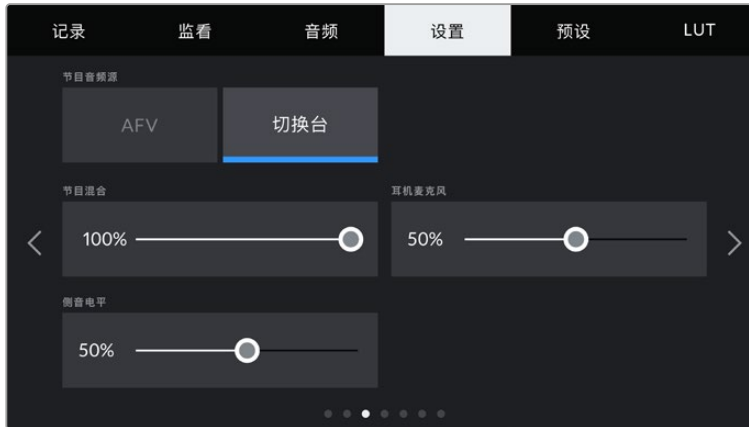 记录 监看 音频 设置 预设 LUT
节目音频源
AFV 切换台
节目混合 耳机麦克风
100% 50%
侧音电平
50%